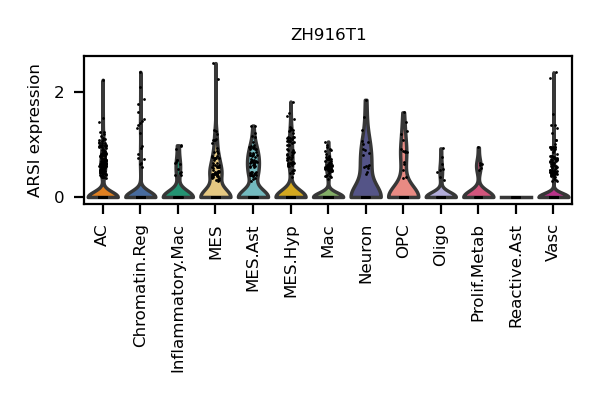 ZH916T1
ARSI expression
2
0
AC
Chromatin.Reg
Inflammatory.Mac
MES
MES.Ast
MES.Hyp
Mac
Neuron
OPC
Oligo
Prolif.Metab
Reactive.Ast
Vasc